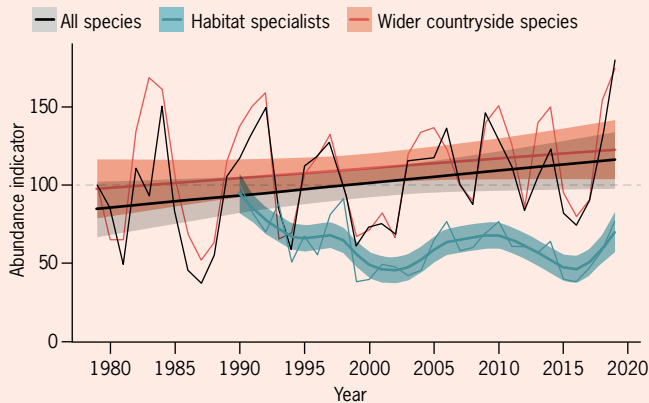 All species Habitat specialists Wider countryside species
Abundance indicator
150
100
50
0
1980 1985 1990 1995 2000 2005 2010 2015 2020
Year